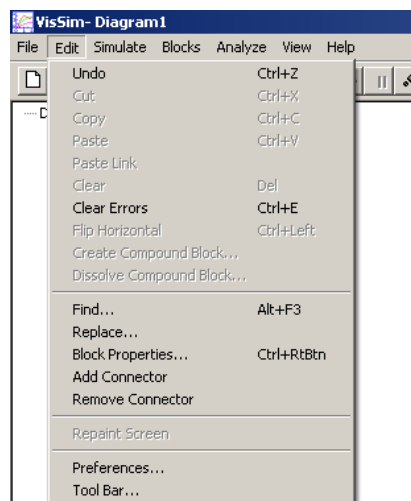 VisSim- Diagram1
File Edit Simulate Blocks Analyze View Help
Undo Ctrl+Z
Cut Ctrl+X
Copy Ctrl+C
Paste Ctrl+V
Paste Link
Clear Del
Clear Errors Ctrl+E
Flip Horizontal Ctrl+Left
Create Compound Block...
Dissolve Compound Block...
Find... Alt+F3
Replace...
Block Properties... Ctrl+RtBtn
Add Connector
Remove Connector
Repaint Screen
Preferences...
Tool Bar...